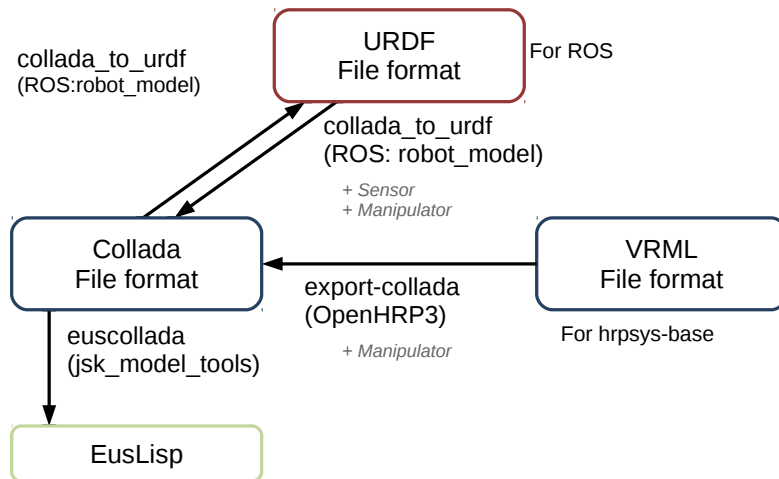 URDF
File format
For ROS
collada_to_urdf
(ROS:robot_model)
collada_to_urdf
(ROS: robot_model)
+ Sensor
+ Manipulator
Collada
File format
VRML
File format
export-collada
(OpenHRP3)
+ Manipulator
For hrpsys-base
euscollada
(jsk_model_tools)
EusLisp